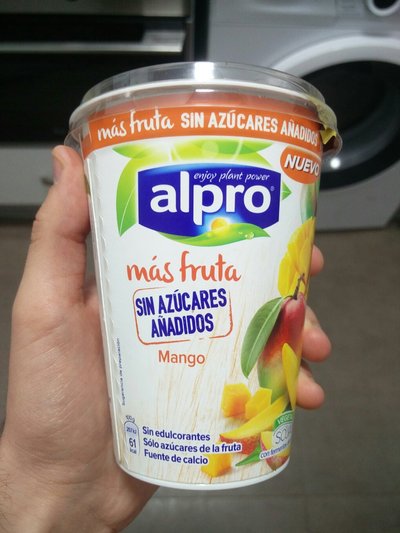 más fruta SIN AZÚCARES AÑADIDOS
NUEVO
enjoy plant power
alpro®
más fruta
SIN AZÚCARES
AÑADIDOS
Mango
100g
61
kcal
Sin edulcorantes
Sólo azúcares de la fruta
Fuente de calcio